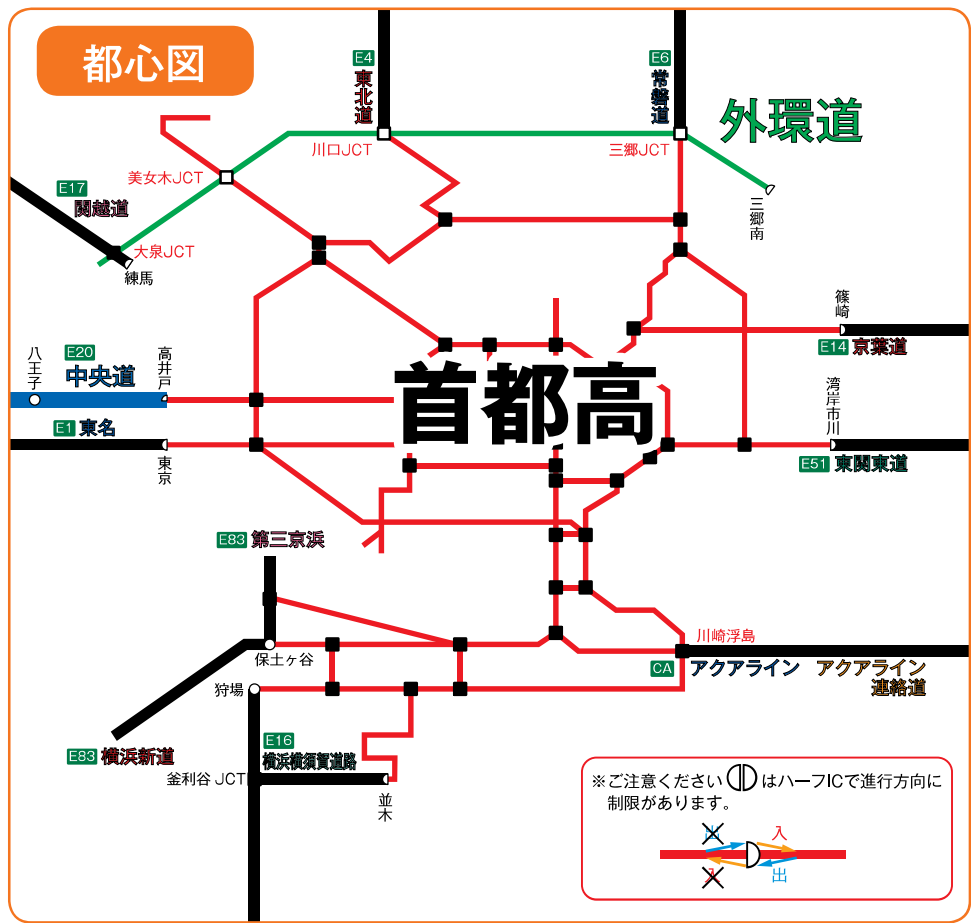 都心図
E4
東北道
E6
常磐道
外環道
川口JCT
三郷JCT
美女木JCT
E17
関越道
三郷南
大泉JCT
練馬
篠崎
E14 京葉道
八王子
E20
中央道
高井戸
首都高
湾岸市川
E1 東名
東京
E51 東関東道
E83 第三京浜
川崎浮島
保土ヶ谷
CA アクアライン
アクアライン
連絡道
狩場
E83 横浜新道
E16
横浜横須賀道路
釜利谷 JCT
並木
※ご注意ください はハーフICで進行方向に
制限があります。
出 入
入 出